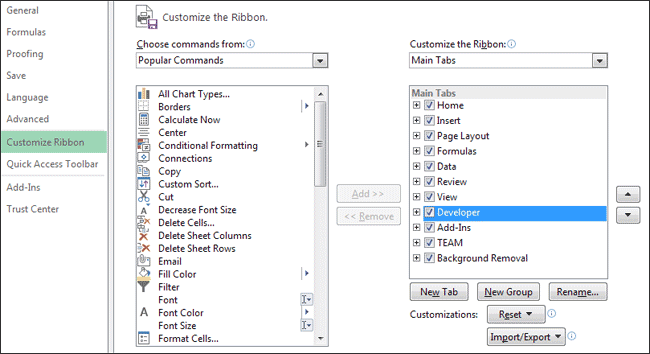 General
Formulas
Proofing
Save
Language
Advanced
Customize Ribbon
Quick Access Toolbar
Add-Ins
Trust Center
Customize the Ribbon.
Choose commands from:
Popular Commands
All Chart Types...
Borders
Calculate Now
Center
Conditional Formatting
Connections
Copy
Custom Sort...
Cut
Decrease Font Size
Delete Cells...
Delete Sheet Columns
Delete Sheet Rows
Email
Fill Color
Filter
Font
Font Color
Font Size
Format Cells...
Add >>
<< Remove
Customize the Ribbon:
Main Tabs
Main Tabs
Home
Insert
Page Layout
Formulas
Data
Review
View
Developer
Add-Ins
TEAM
Background Removal
New Tab New Group Rename...
Customizations: Reset
Import/Export